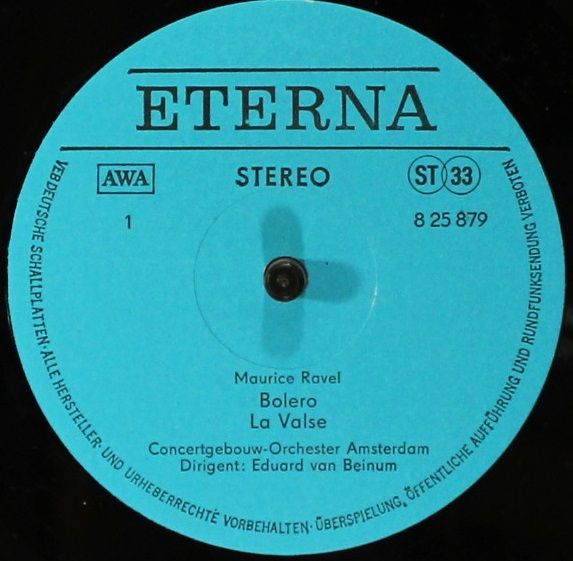 ETERNA
AWA
STEREO
ST 33
1
8 25 879
Maurice Ravel
Bolero
La Valse
Concertgebouw-Orchester Amsterdam
Dirigent: Eduard van Beinum
VEB DEUTSCHE SCHALLPLATTEN · ALLE HERSTELLER- UND URHEBERRECHTE VORBEHALTEN · ÜBERSPIELUNG, ÖFFENTLICHE AUFFÜHRUNG UND RUNDFUNKSENDUNG VERBOTEN